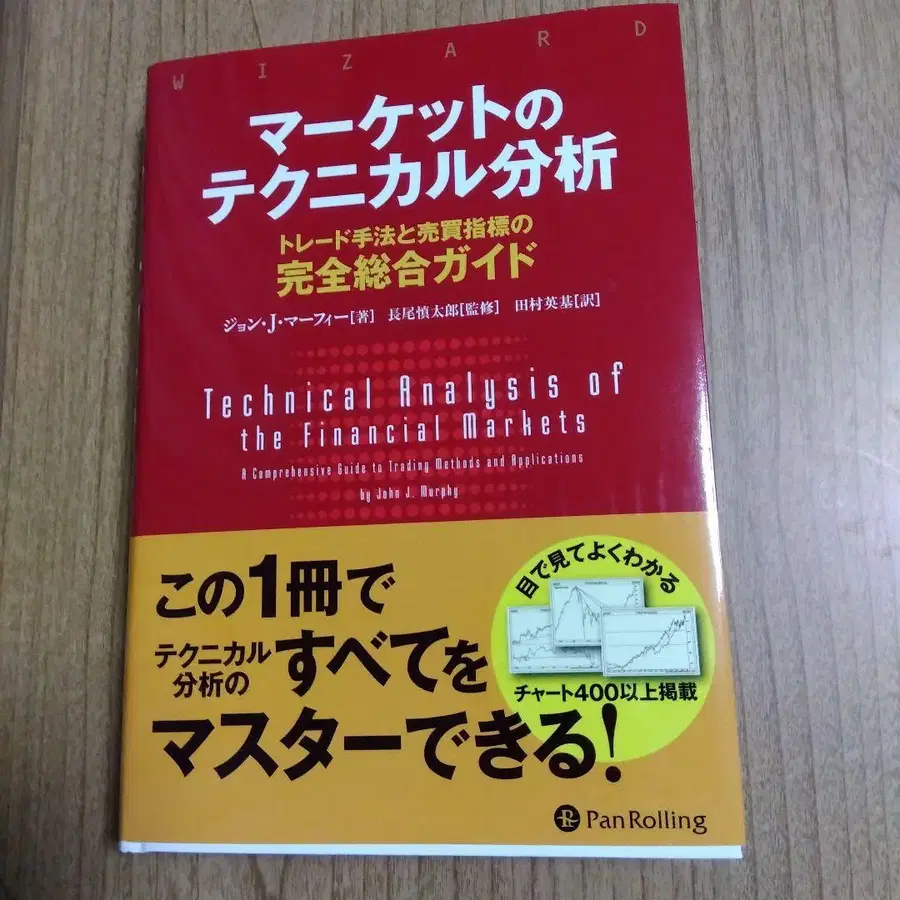 WIZARD
マーケットの
テクニカル分析
トレード手法と売買指標の
完全総合ガイド
ジョン・J・マーフィー[著] 長尾慎太郎[監修] 田村英基[訳]
Technical Analysis of
the Financial Markets
A Comprehensive Guide to Trading Methods and Applications
by John J. Murphy
この1冊で
テクニカル
分析の
すべてを
マスターできる!
目で見てよくわかる
チャート400以上掲載
PanRolling